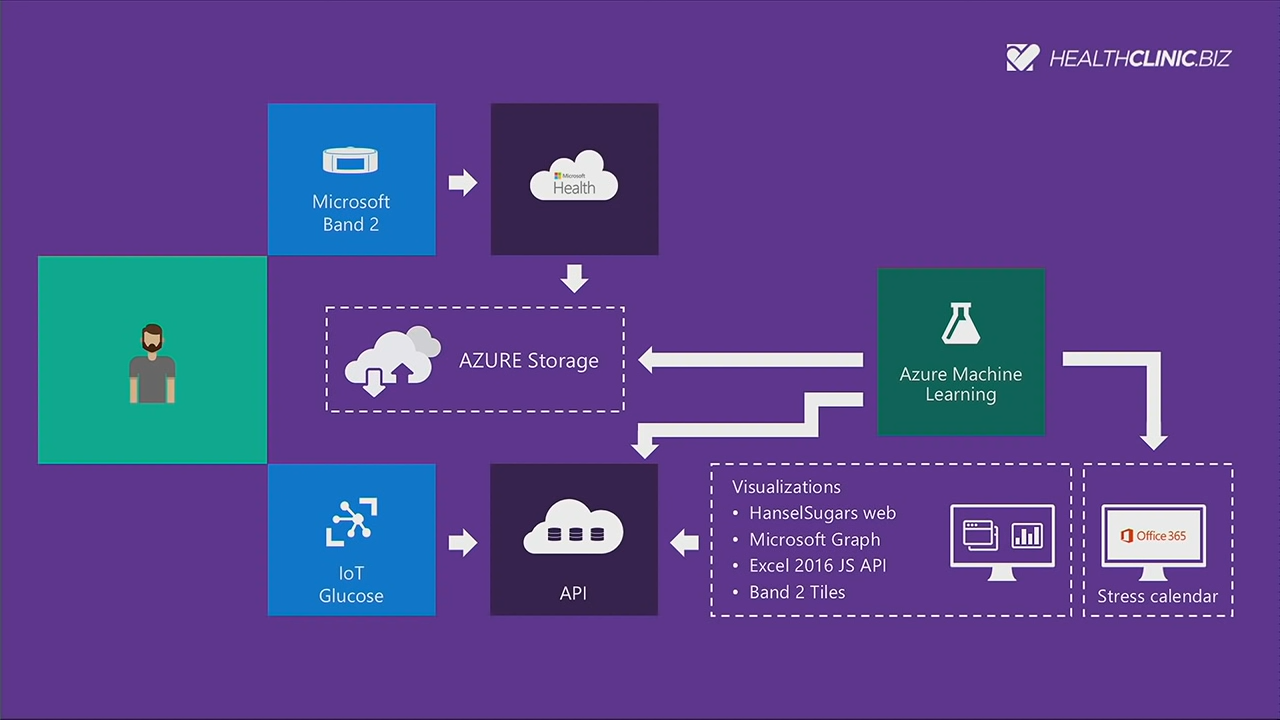 HEALTHCLINIC.BIZ
Microsoft
Band 2
Microsoft
Health
AZURE Storage
Azure Machine
Learning
IoT
Glucose
API
Visualizations
• HanselSugars web
• Microsoft Graph
• Excel 2016 JS API
• Band 2 Tiles
Office 365
Stress calendar